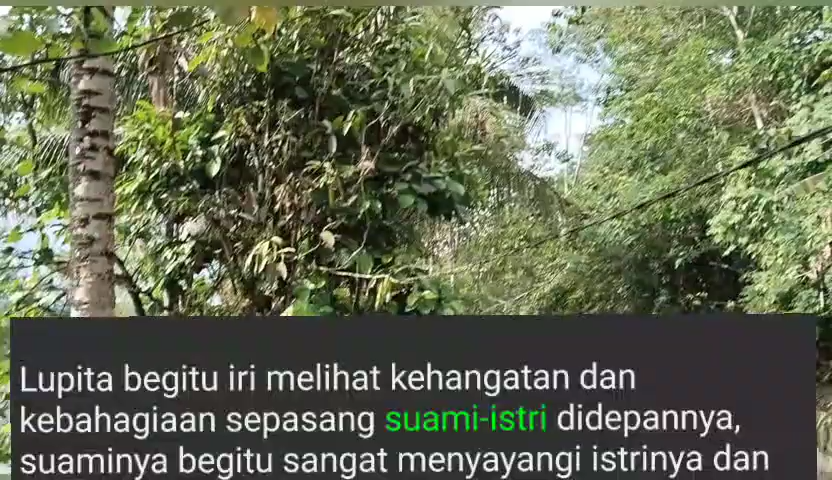 Lupita begitu iri melihat kehangatan dan
kebahagiaan sepasang suami-istri didepannya,
suaminya begitu sangat menyayangi istrinya dan